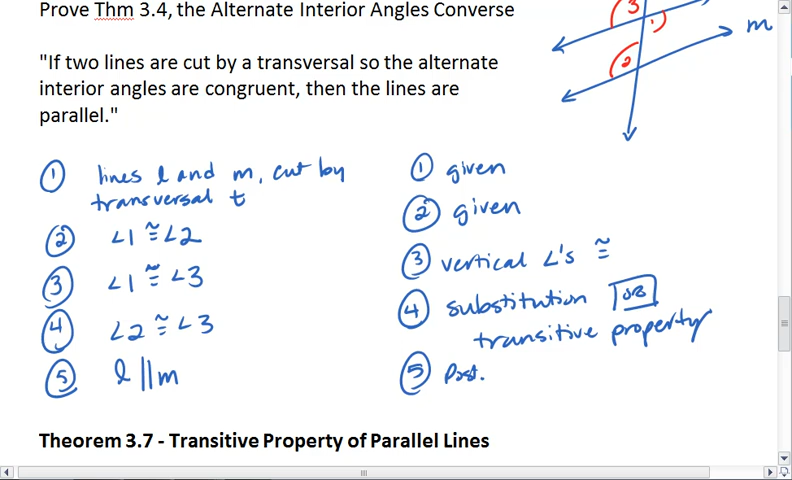 Prove Thm 3.4, the Alternate Interior Angles Converse
3
1
m
2
"If two lines are cut by a transversal so the alternate
interior angles are congruent, then the lines are
parallel."
① lines l and m, cut by
transversal t
② ∠1 ≅ ∠2
③ ∠1 ≅ ∠3
④ ∠2 ≅ ∠3
⑤ l || m
① given
② given
③ vertical ∠'s ≅
④ substitution OR
transitive property
⑤ Post.
Theorem 3.7 - Transitive Property of Parallel Lines